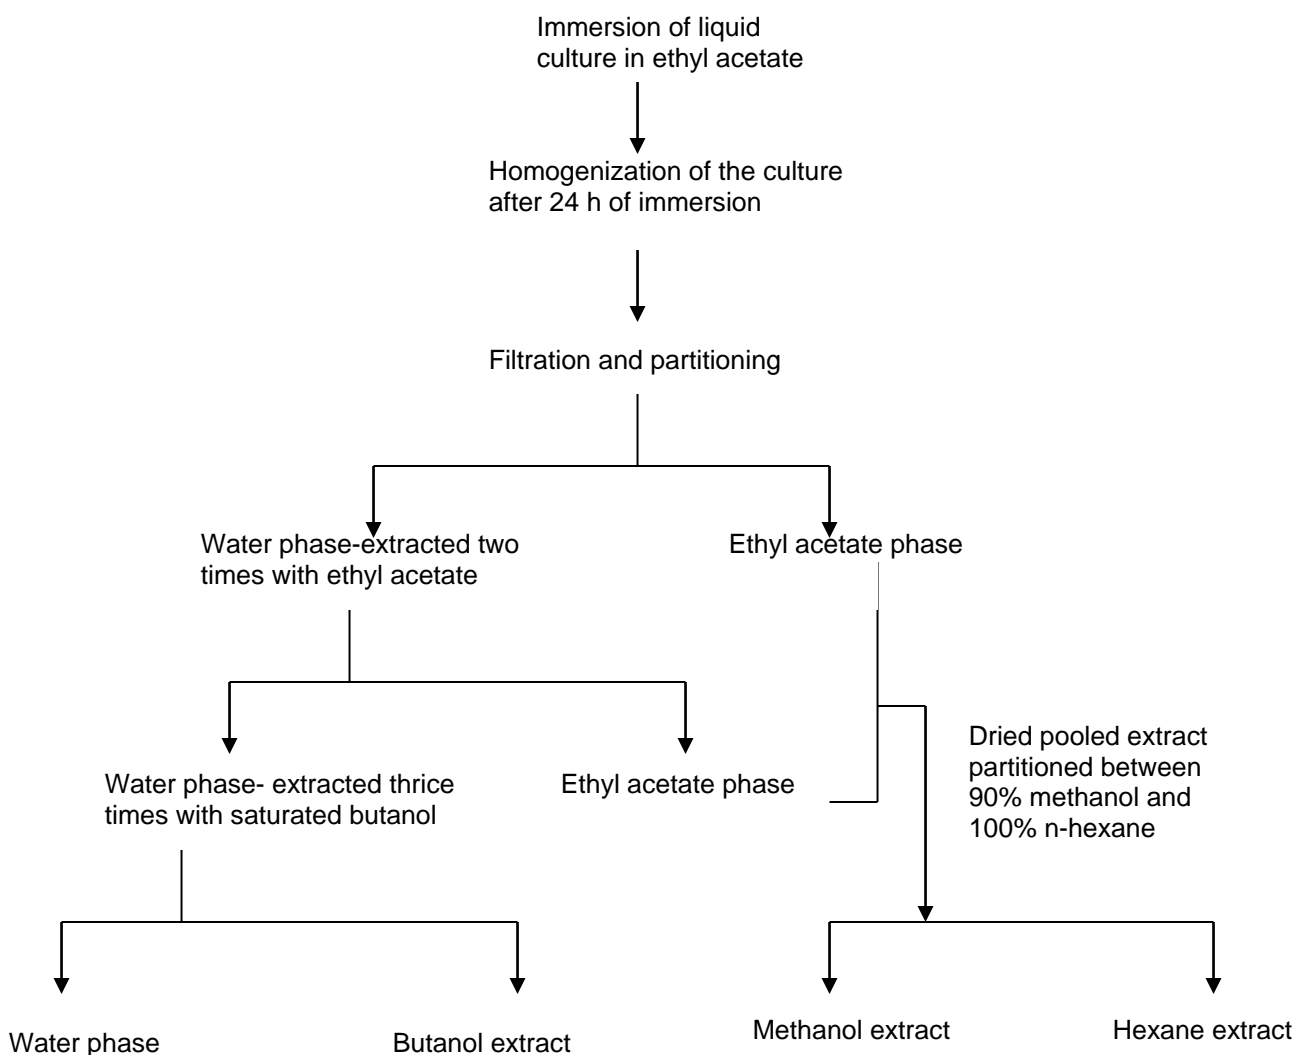 Immersion of liquid
culture in ethyl acetate
Homogenization of the culture
after 24 h of immersion
Filtration and partitioning
Water phase-extracted two
times with ethyl acetate
Ethyl acetate phase
Water phase- extracted thrice
times with saturated butanol
Ethyl acetate phase
Dried pooled extract
partitioned between
90% methanol and
100% n-hexane
Water phase
Butanol extract
Methanol extract
Hexane extract